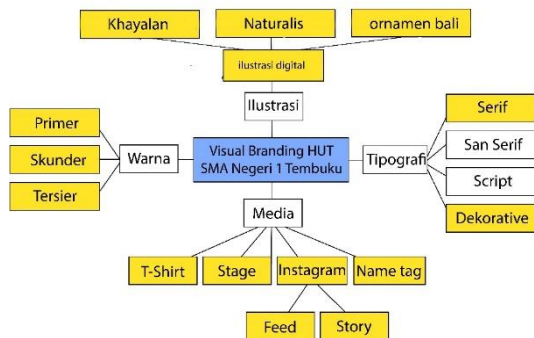 Khayalan
Naturalis
ornamen bali
ilustrasi digital
Ilustrasi
Primer
Skunder
Tersier
Warna
Visual Branding HUT
SMA Negeri 1 Tembuku
Tipografi
Serif
San Serif
Script
Dekorative
Media
T-Shirt
Stage
Instagram
Name tag
Feed
Story